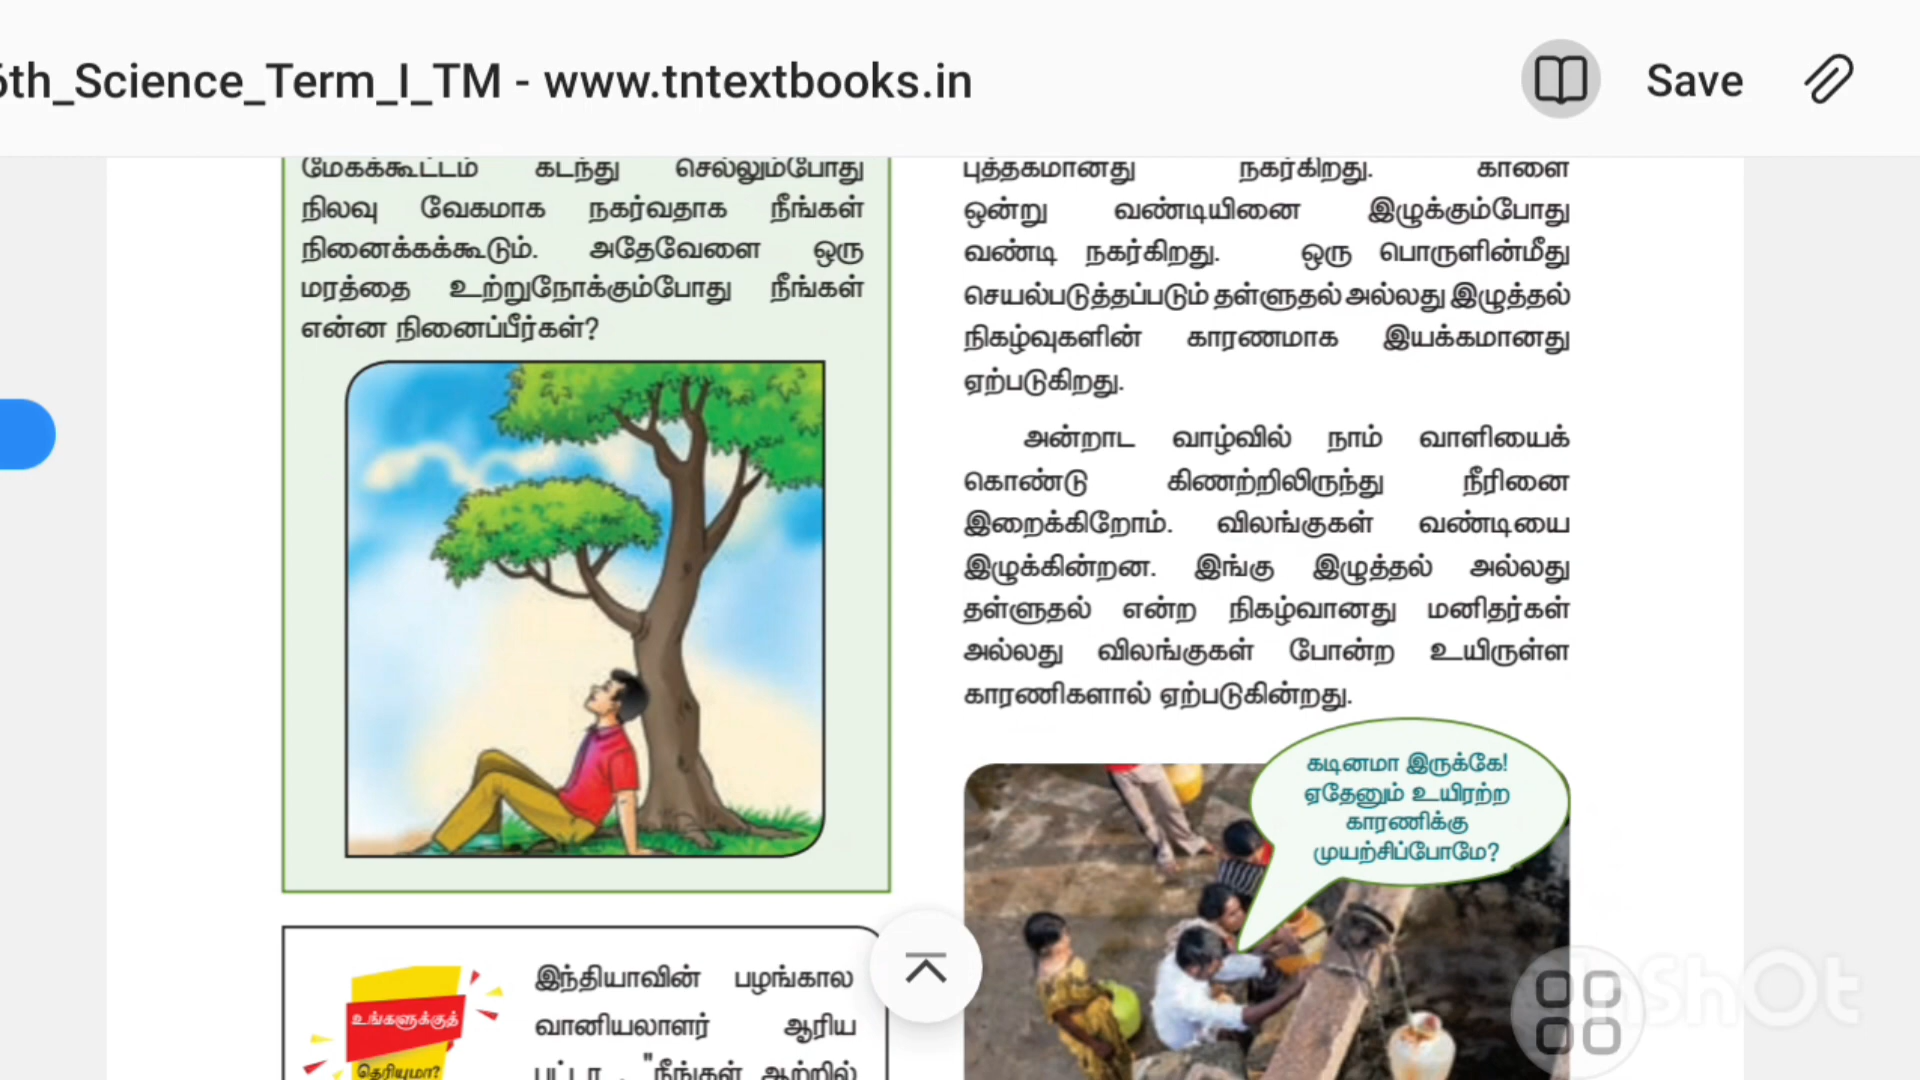 6th_Science_Term_I_TM - www.tntextbooks.in
Save
மேகக்கூட்டம் கடந்து செல்லும்போது
நிலவு வேகமாக நகர்வதாக நீங்கள்
நினைக்கக்கூடும். அதேவேளை ஒரு
மரத்தை உற்றுநோக்கும்போது நீங்கள்
என்ன நினைப்பீர்கள்?
உங்களுக்குத்
தெரியுமா?
இந்தியாவின் பழங்கால
வானியலாளர் ஆரிய
பட்டா , "நீங்கள் ஆற்றில்
புத்தகமானது நகர்கிறது. காளை
ஒன்று வண்டியினை இழுக்கும்போது
வண்டி நகர்கிறது. ஒரு பொருளின்மீது
செயல்படுத்தப்படும் தள்ளுதல் அல்லது இழுத்தல்
நிகழ்வுகளின் காரணமாக இயக்கமானது
ஏற்படுகிறது.
அன்றாட வாழ்வில் நாம் வாளியைக்
கொண்டு கிணற்றிலிருந்து நீரினை
இறைக்கிறோம். விலங்குகள் வண்டியை
இழுக்கின்றன. இங்கு இழுத்தல் அல்லது
தள்ளுதல் என்ற நிகழ்வானது மனிதர்கள்
அல்லது விலங்குகள் போன்ற உயிருள்ள
காரணிகளால் ஏற்படுகின்றது.
கடினமா இருக்கே!
ஏதேனும் உயிரற்ற
காரணிக்கு
முயற்சிப்போமே?